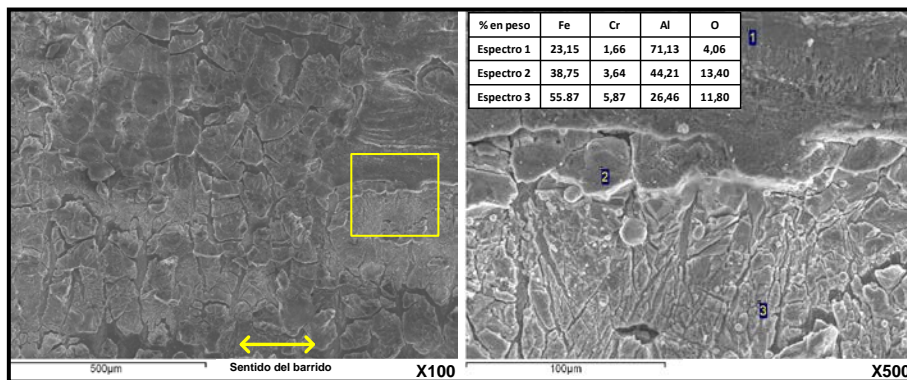 % en peso Fe Cr Al O
Espectro 1 23,15 1,66 71,13 4,06
Espectro 2 38,75 3,64 44,21 13,40
Espectro 3 55.87 5,87 26,46 11,80
1
2
3
500µm
Sentido del barrido
X100
100µm
X500